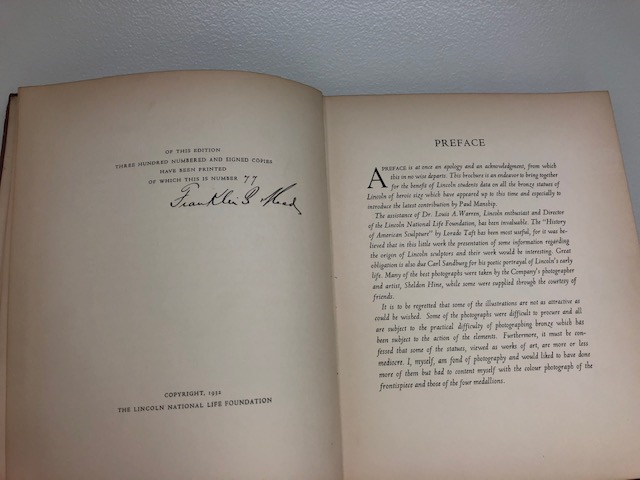 OF THIS EDITION
THREE HUNDRED NUMBERED AND SIGNED COPIES
HAVE BEEN PRINTED
OF WHICH THIS IS NUMBER 77
Franklin B Mead
COPYRIGHT, 1932
THE LINCOLN NATIONAL LIFE FOUNDATION
PREFACE
A PREFACE is at once an apology and an acknowledgment, from which
this in no wise departs. This brochure is an endeavor to bring together
for the benefit of Lincoln students data on all the bronze statues of
Lincoln of heroic size which have appeared up to this time and especially to
introduce the latest contribution by Paul Manship.
The assistance of Dr. Louis A. Warren, Lincoln enthusiast and Director
of the Lincoln National Life Foundation, has been invaluable. The "History
of American Sculpture" by Lorado Taft has been most useful, for it was be-
lieved that in this little work the presentation of some information regarding
the origin of Lincoln sculptors and their work would be interesting. Great
obligation is also due Carl Sandburg for his poetic portrayal of Lincoln's early
life. Many of the best photographs were taken by the Company's photographer
and artist, Sheldon Hine, while some were supplied through the courtesy of
friends.
It is to be regretted that some of the illustrations are not as attractive as
could be wished. Some of the photographs were difficult to procure and all
are subject to the practical difficulty of photographing bronze which has
been subject to the action of the elements. Furthermore, it must be con-
fessed that some of the statues, viewed as works of art, are more or less
mediocre. I, myself, am fond of photography and would liked to have done
more of them but had to content myself with the colour photograph of the
frontispiece and those of the four medallions.